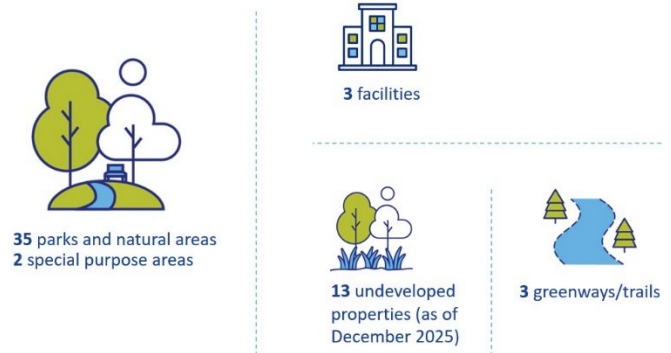 3 facilities
35 parks and natural areas
2 special purpose areas
13 undeveloped
properties (as of
December 2025)
3 greenways/trails